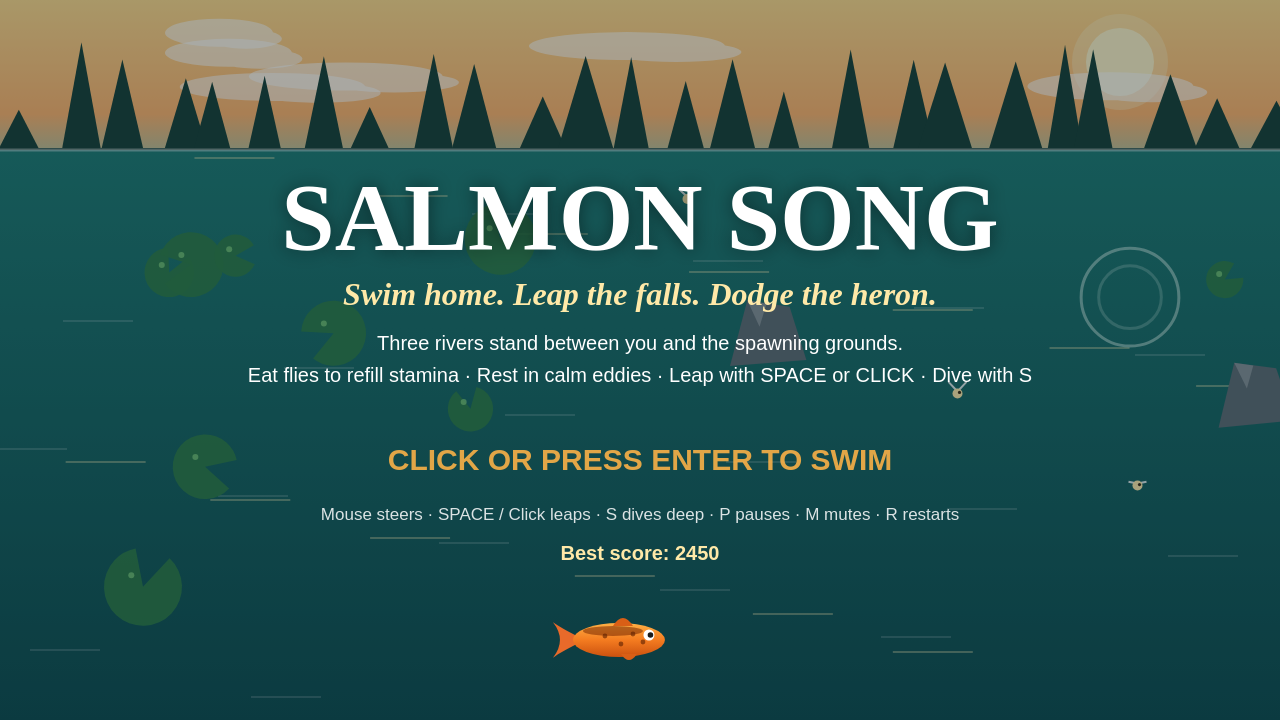 SALMON SONG
Swim home. Leap the falls. Dodge the heron.
Three rivers stand between you and the spawning grounds.
Eat flies to refill stamina · Rest in calm eddies · Leap with SPACE or CLICK · Dive with S
CLICK OR PRESS ENTER TO SWIM
Mouse steers · SPACE / Click leaps · S dives deep · P pauses · M mutes · R restarts
Best score: 2450